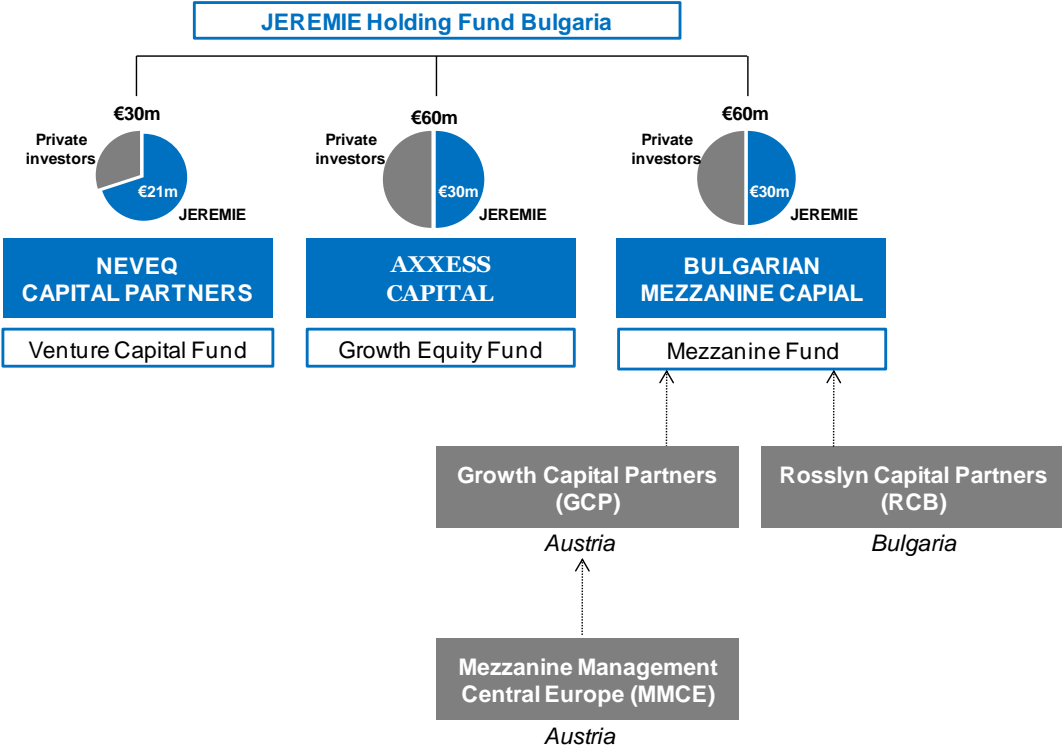 JEREMIE Holding Fund Bulgaria
€30m
Private
investors
€21m
JEREMIE
€60m
Private
investors
€30m
JEREMIE
€60m
Private
investors
€30m
JEREMIE
NEVEQ
CAPITAL PARTNERS
AXXESS
CAPITAL
BULGARIAN
MEZZANINE CAPIAL
Venture Capital Fund
Growth Equity Fund
Mezzanine Fund
Growth Capital Partners
(GCP)
Austria
Rosslyn Capital Partners
(RCB)
Bulgaria
Mezzanine Management
Central Europe (MMCE)
Austria